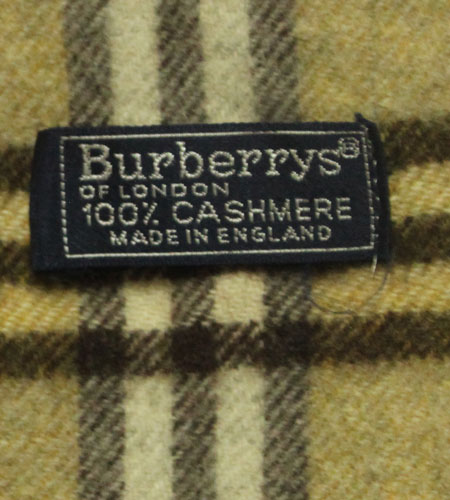 Burberrys®
OF LONDON
100% CASHMERE
MADE IN ENGLAND